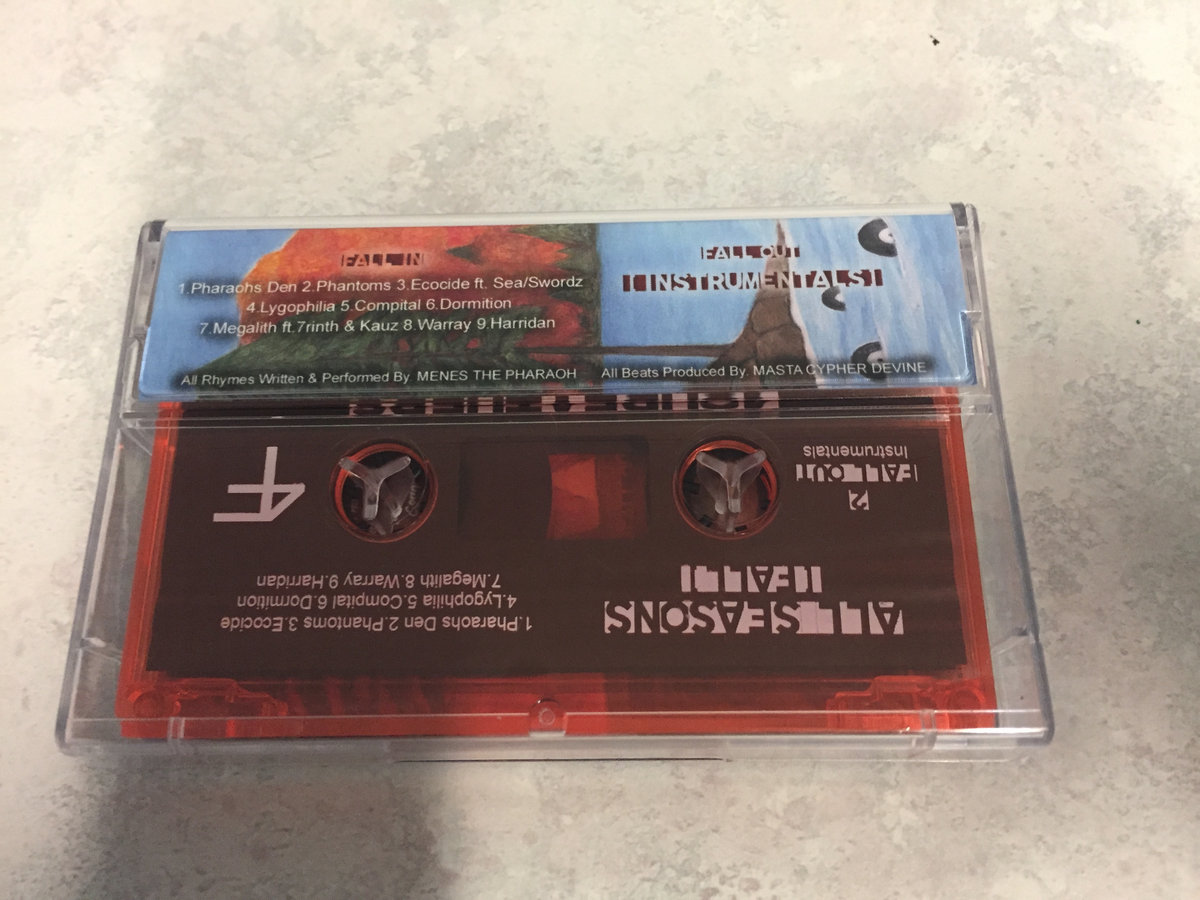 FALL IN
1.Pharaohs Den 2.Phantoms 3.Ecocide ft. Sea/Swordz
4.Lygophilia 5.Compital 6.Dormition
7.Megalith ft.7rinth & Kauz 8.Warray 9.Harridan
All Rhymes Written & Performed By. MENES THE PHARAOH
FALL OUT
[INSTRUMENTALS]
All Beats Produced By. MASTA CYPHER DEVINE
ALL SEASONS
[FALL]
1.Pharaohs Den 2.Phantoms 3.Ecocide
4.Lygophilia 5.Compital 6.Dormition
7.Megalith 8.Warray 9.Harridan
2
FALL OUT
Instrumentals